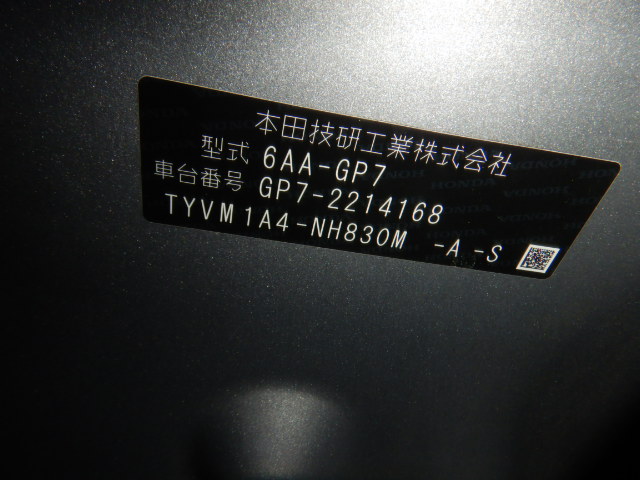 本田技研工業株式会社
型式 6AA-GP7
車台番号 GP7-2214168
TYVM1A4-NH830M -A -S